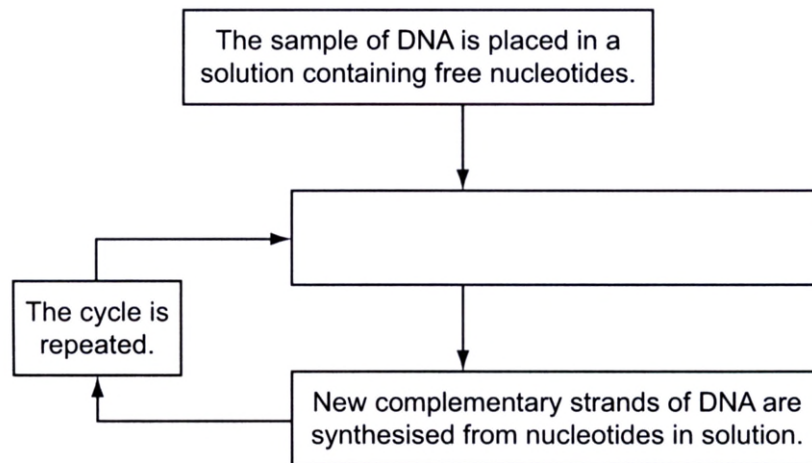 The sample of DNA is placed in a
solution containing free nucleotides.
The cycle is
repeated.
New complementary strands of DNA are
synthesised from nucleotides in solution.